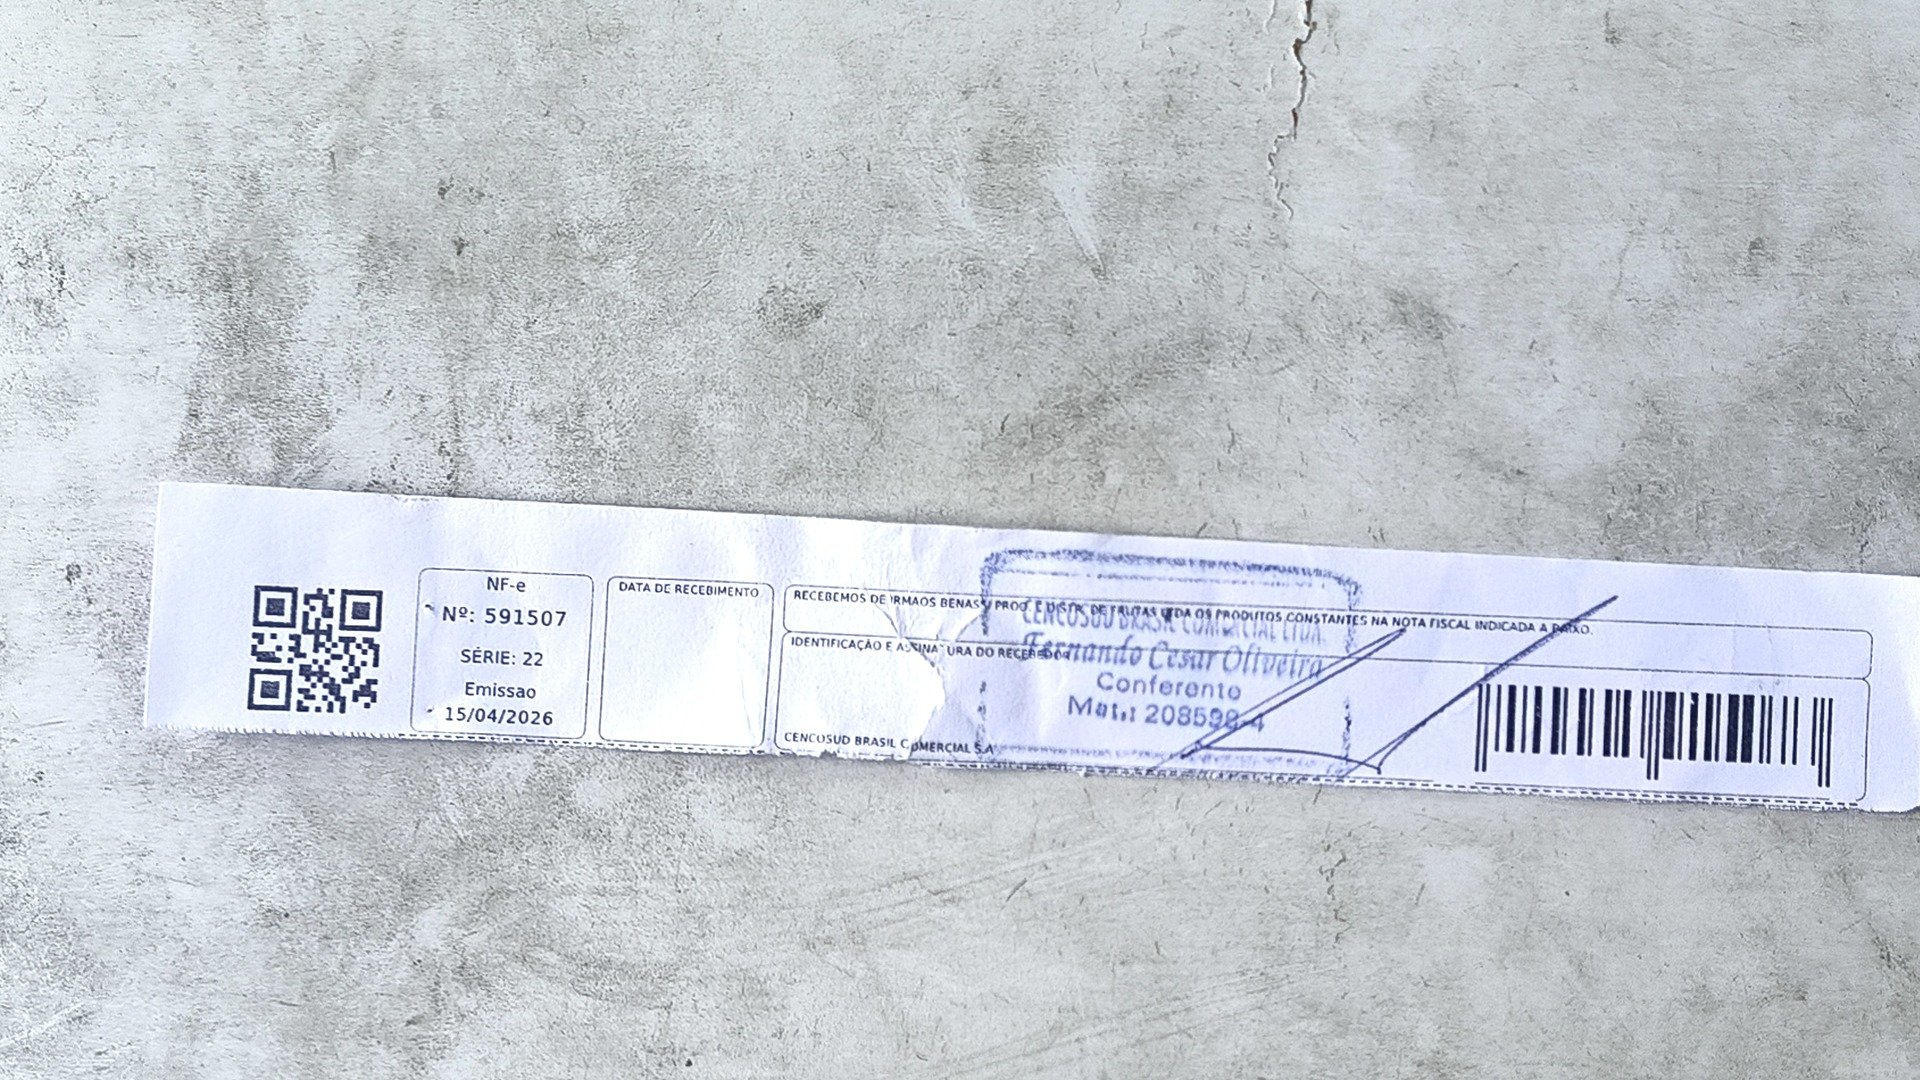 NF-e
Nº: 591507
SÉRIE: 22
Emissao
15/04/2026
DATA DE RECEBIMENTO
RECEBEMOS DE IRMAOS BENASSI PROD. E DISTR. DE FRUTAS LTDA OS PRODUTOS CONSTANTES NA NOTA FISCAL INDICADA A BAIXO.
IDENTIFICAÇÃO E ASSINATURA DO RECEBEDOR
CENCOSUD BRASIL COMERCIAL LTDA.
Fernando Cesar Oliveira
Conferente
Mat.:
CENCOSUD BRASIL COMERCIAL S.A